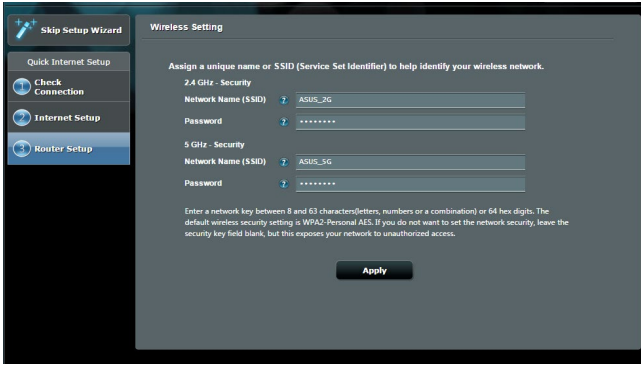 Skip Setup Wizard
Quick Internet Setup
1 Check
Connection
2 Internet Setup
3 Router Setup
Wireless Setting
Assign a unique name or SSID (Service Set Identifier) to help identify your wireless network.
2.4 GHz - Security
Network Name (SSID) ? ASUS_2G
Password ? ••••••••
5 GHz - Security
Network Name (SSID) ? ASUS_5G
Password ? ••••••••
Enter a network key between 8 and 63 characters(letters, numbers or a combination) or 64 hex digits. The
default wireless security setting is WPA2-Personal AES. If you do not want to set the network security, leave the
security key field blank, but this exposes your network to unauthorized access.
Apply